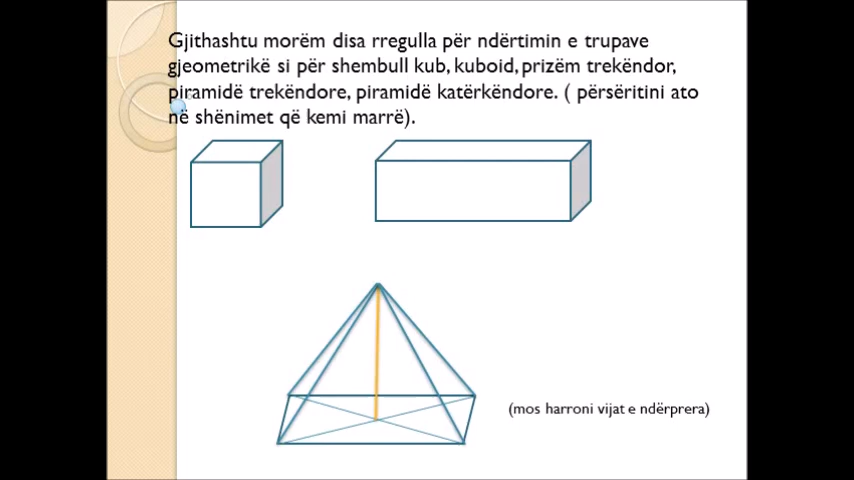 Gjithashtu morëm disa rregulla për ndërtimin e trupave
gjeometrikë si për shembull kub, kuboid, prizëm trekëndor,
piramidë trekëndore, piramidë katërkëndore. ( përsëritini ato
në shënimet që kemi marrë).
(mos harroni vijat e ndërprera)